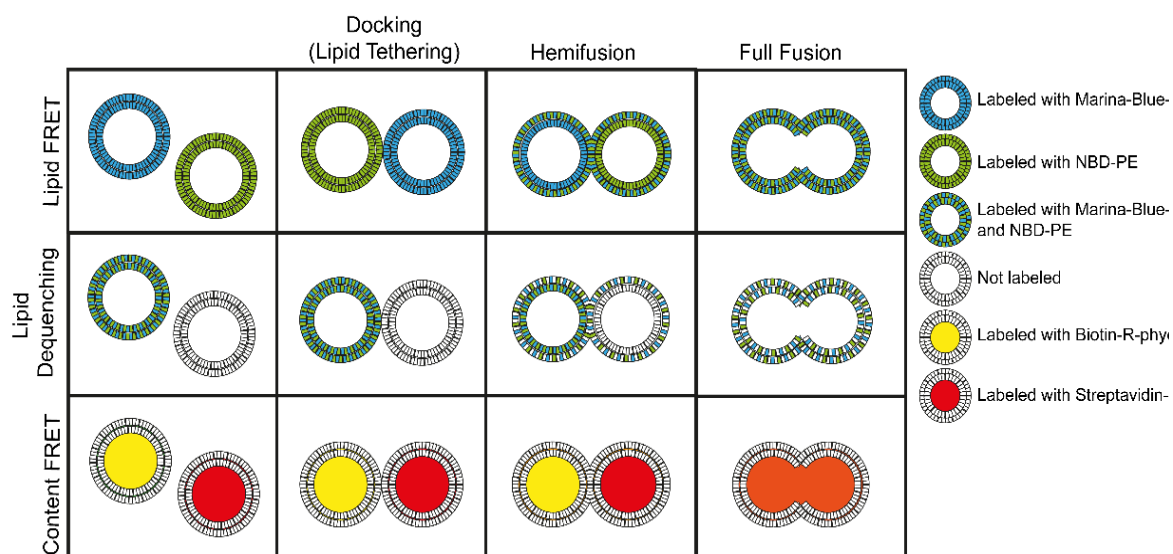 Docking
(Lipid Tethering)
Hemifusion
Full Fusion
Lipid FRET
Lipid
Dequenching
Content FRET
Labeled with Marina-Blue-
Labeled with NBD-PE
Labeled with Marina-Blue-
and NBD-PE
Not labeled
Labeled with Biotin-R-phy
Labeled with Streptavidin-